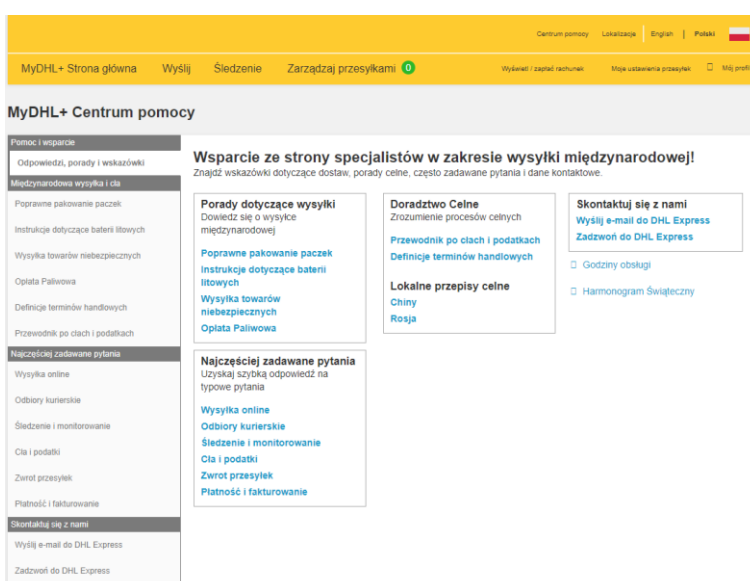 Centrum pomocy Lokalizacje English | Polski
MyDHL+ Strona główna Wyślij Śledzenie Zarządzaj przesyłkami 0 Wyświetl / zapłać rachunek Moje ustawienia przesyłek Mój profil
MyDHL+ Centrum pomocy
Pomoc i wsparcie
Odpowiedzi, porady i wskazówki
Międzynarodowa wysyłka i cła
Poprawne pakowanie paczek
Instrukcje dotyczące baterii litowych
Wysyłka towarów niebezpiecznych
Opłata Paliwowa
Definicje terminów handlowych
Przewodnik po cłach i podatkach
Najczęściej zadawane pytania
Wysyłka online
Odbiory kurierskie
Śledzenie i monitorowanie
Cła i podatki
Zwrot przesyłek
Płatność i fakturowanie
Skontaktuj się z nami
Wyślij e-mail do DHL Express
Zadzwoń do DHL Express
Wsparcie ze strony specjalistów w zakresie wysyłki międzynarodowej!
Znajdź wskazówki dotyczące dostaw, porady celne, często zadawane pytania i dane kontaktowe.
Porady dotyczące wysyłki
Dowiedz się o wysyłce
międzynarodowej
Poprawne pakowanie paczek
Instrukcje dotyczące baterii
litowych
Wysyłka towarów
niebezpiecznych
Opłata Paliwowa
Doradztwo Celne
Zrozumienie procesów celnych
Przewodnik po cłach i podatkach
Definicje terminów handlowych
Lokalne przepisy celne
Chiny
Rosja
Skontaktuj się z nami
Wyślij e-mail do DHL Express
Zadzwoń do DHL Express
Godziny obsługi
Harmonogram Świąteczny
Najczęściej zadawane pytania
Uzyskaj szybką odpowiedź na
typowe pytania
Wysyłka online
Odbiory kurierskie
Śledzenie i monitorowanie
Cła i podatki
Zwrot przesyłek
Płatność i fakturowanie